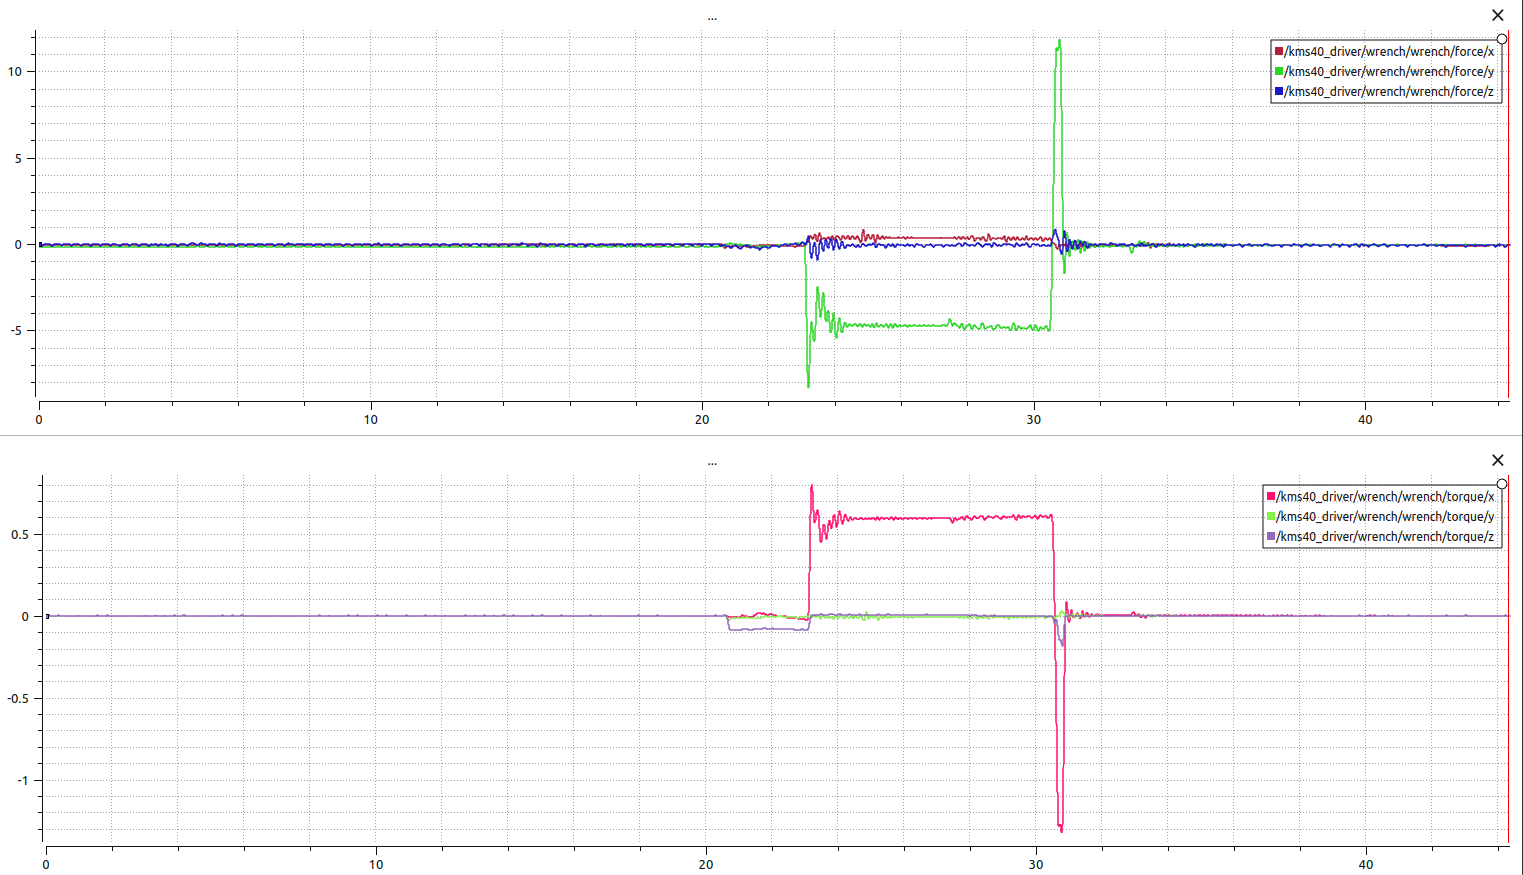 ...
/kms40_driver/wrench/wrench/force/x
/kms40_driver/wrench/wrench/force/y
/kms40_driver/wrench/wrench/force/z
10
5
0
-5
0 10 20 30 40
...
/kms40_driver/wrench/wrench/torque/x
/kms40_driver/wrench/wrench/torque/y
/kms40_driver/wrench/wrench/torque/z
0.5
0
-0.5
-1
0 10 20 30 40